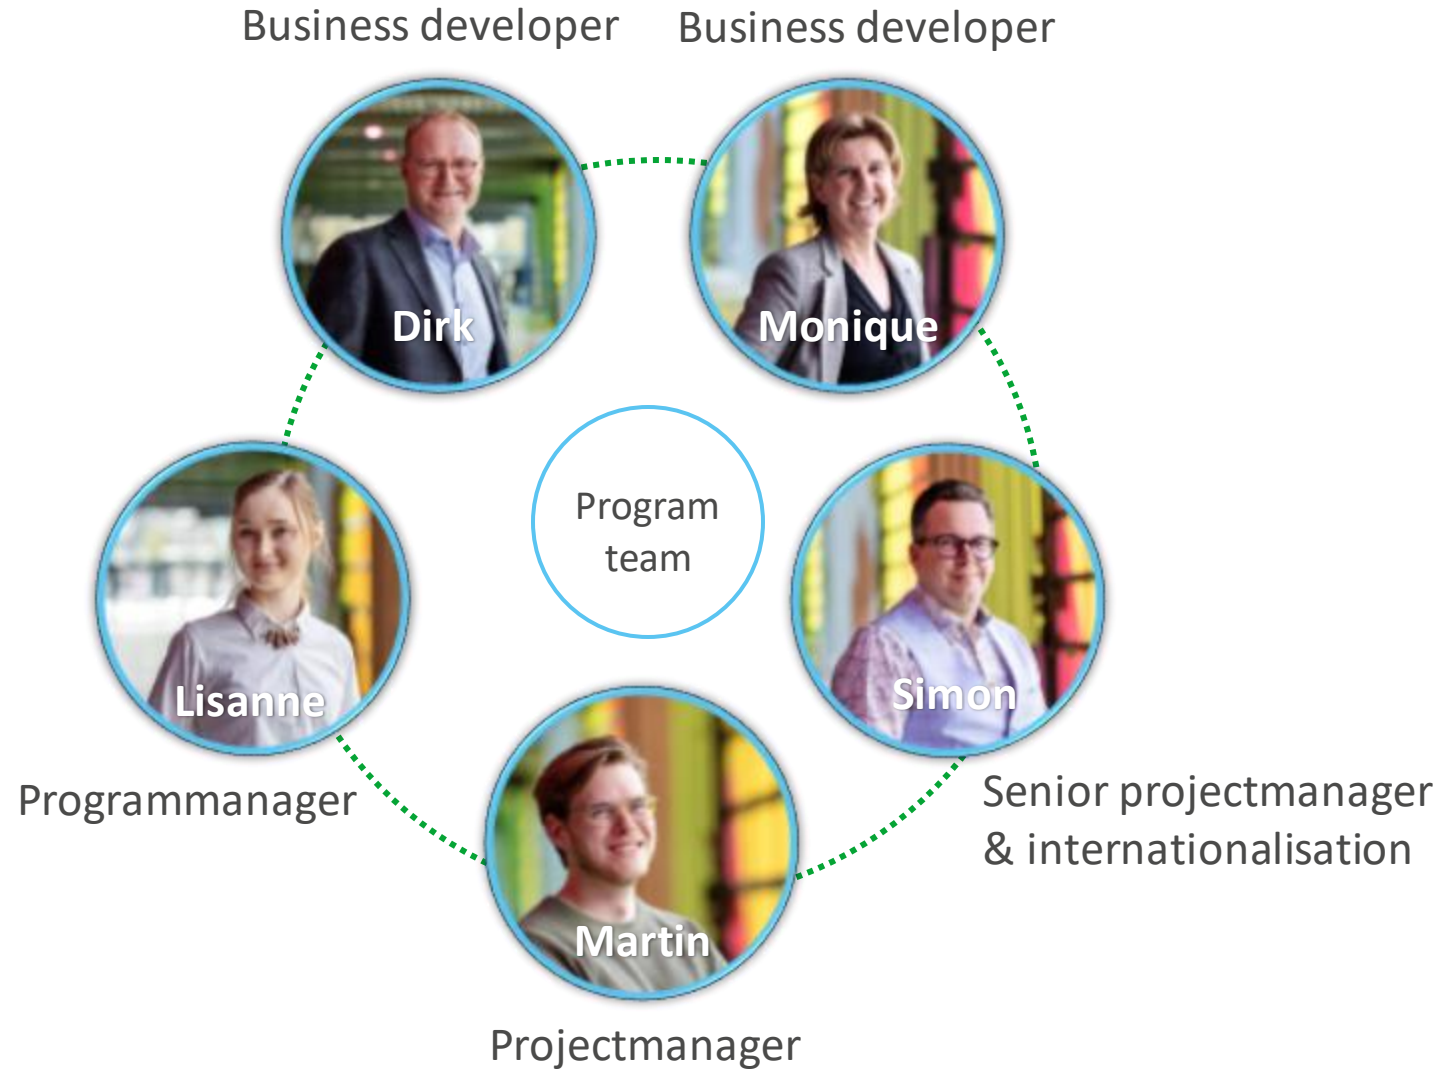 Business developer
Business developer
Dirk
Monique
Program
team
Lisanne
Simon
Programmanager
Senior projectmanager
& internationalisation
Martin
Projectmanager